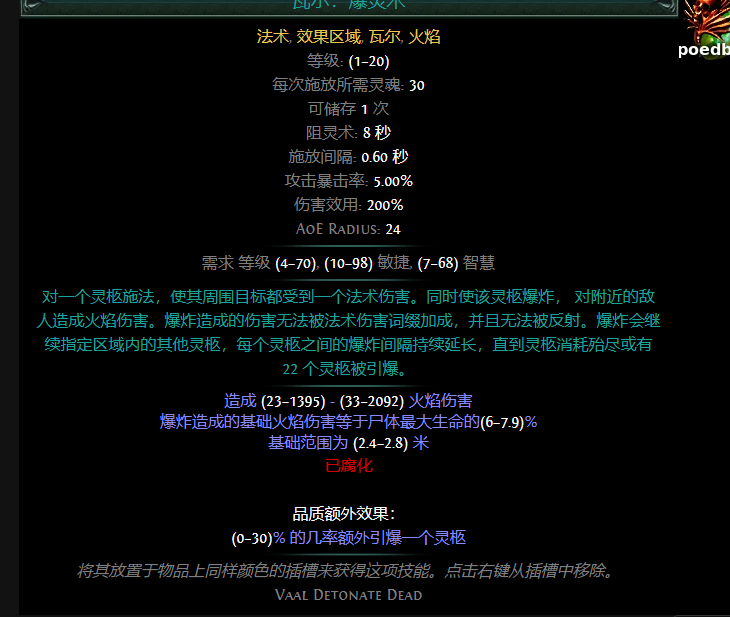 瓦尔：爆灵术
法术, 效果区域, 瓦尔, 火焰
poedb
等级: (1–20)
每次施放所需灵魂: 30
可储存 1 次
阻灵术: 8 秒
施放间隔: 0.60 秒
攻击暴击率: 5.00%
伤害效用: 200%
AoE Radius: 24
需求 等级 (4–70), (10–98) 敏捷, (7–68) 智慧
对一个灵柩施法，使其周围目标都受到一个法术伤害。同时使该灵柩爆炸， 对附近的敌
人造成火焰伤害。爆炸造成的伤害无法被法术伤害词缀加成，并且无法被反射。爆炸会继
续指定区域内的其他灵柩，每个灵柩之间的爆炸间隔持续延长，直到灵柩消耗殆尽或有
22 个灵柩被引爆。
造成 (23–1395) - (33–2092) 火焰伤害
爆炸造成的基础火焰伤害等于尸体最大生命的(6–7.9)%
基础范围为 (2.4–2.8) 米
已腐化
品质额外效果：
(0–30)% 的几率额外引爆一个灵柩
将其放置于物品上同样颜色的插槽来获得这项技能。点击右键从插槽中移除。
Vaal Detonate Dead